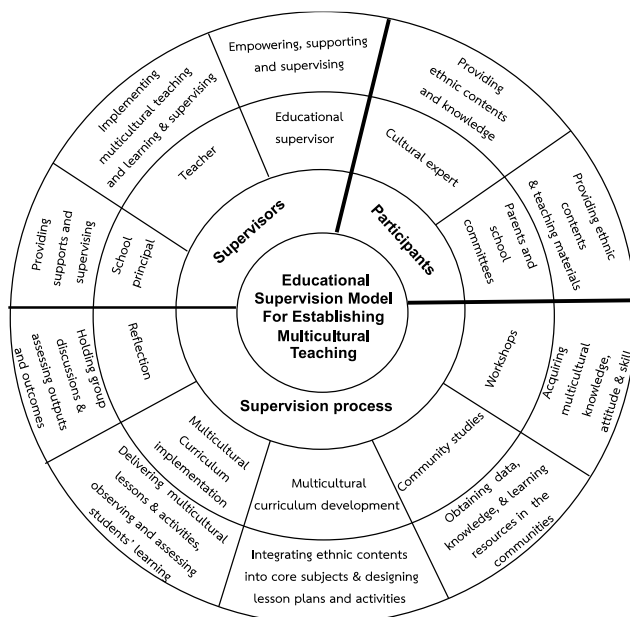 Educational
Supervision Model
For Establishing
Multicultural
Teaching
Supervisors
School
principal
Providing
supports and
supervising
Teacher
Implementing
multicultural teaching
and learning & supervising
Educational
supervisor
Empowering, supporting
and supervising
Participants
Cultural expert
Providing
ethnic contents
and knowledge
Parents and
school
committees
Providing ethnic
contents
& teaching materials
Supervision process
Workshops
Acquiring
multicultural
knowledge,
attitude & skill
Community studies
Obtaining data,
knowledge, & learning
resources in the
communities
Multicultural
curriculum development
Integrating ethnic contents
into core subjects & designing
lesson plans and activities
Multicultural
Curriculum
implementation
Delivering multicultural
lessons & activities,
observing and assessing
students' learning
Reflection
Holding group
discussions &
assessing outputs
and outcomes